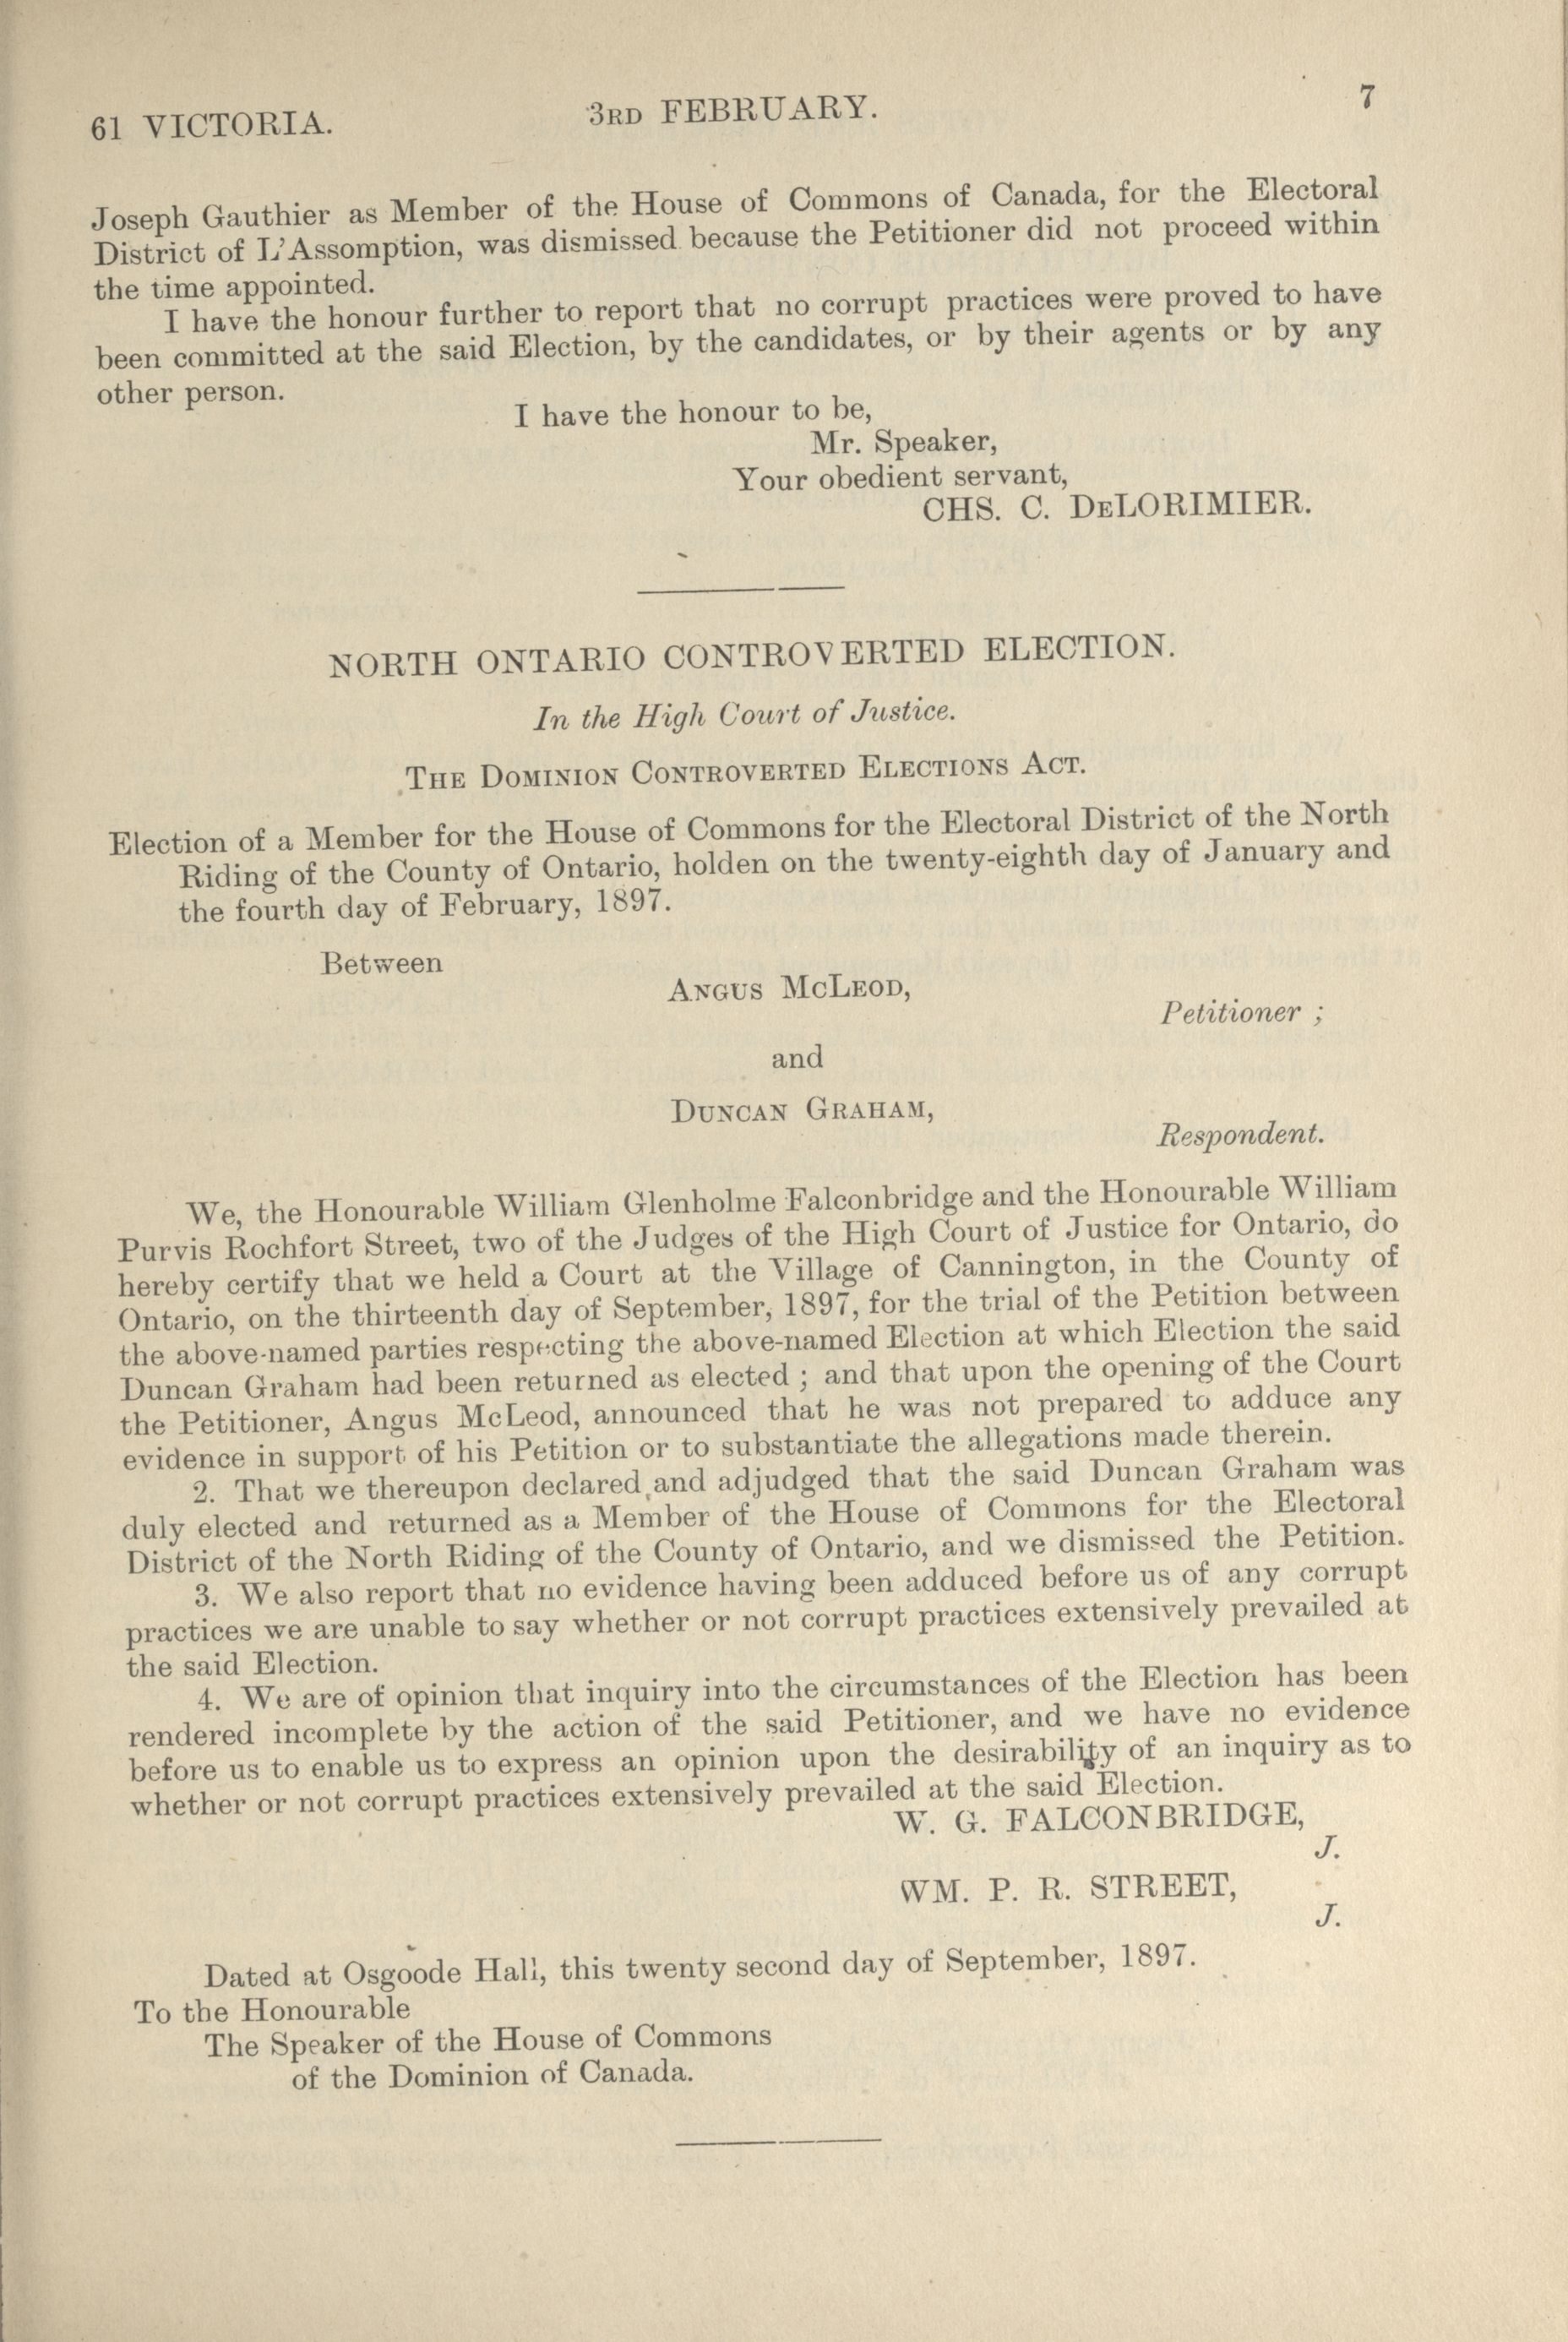 61 VICTORIA. 3RD FEBRUARY. 7
Joseph Gauthier as Member of the House of Commons of Canada, for the Electoral
District of L'Assomption, was dismissed because the Petitioner did not proceed within
the time appointed.
I have the honour further to report that no corrupt practices were proved to have
been committed at the said Election, by the candidates, or by their agents or by any
other person.
I have the honour to be,
Mr. Speaker,
Your obedient servant,
CHS. C. DELORIMIER.
NORTH ONTARIO CONTROVERTED ELECTION.
In the High Court of Justice.
THE DOMINION CONTROVERTED ELECTIONS ACT.
Election of a Member for the House of Commons for the Electoral District of the North
Riding of the County of Ontario, holden on the twenty-eighth day of January and
the fourth day of February, 1897.
Between
ANGUS MCLEOD,
Petitioner ;
and
DUNCAN GRAHAM,
Respondent.
We, the Honourable William Glenholme Falconbridge and the Honourable William
Purvis Rochfort Street, two of the Judges of the High Court of Justice for Ontario, do
hereby certify that we held a Court at the Village of Cannington, in the County of
Ontario, on the thirteenth day of September, 1897, for the trial of the Petition between
the above-named parties respecting the above-named Election at which Election the said
Duncan Graham had been returned as elected ; and that upon the opening of the Court
the Petitioner, Angus McLeod, announced that he was not prepared to adduce any
evidence in support of his Petition or to substantiate the allegations made therein.
2. That we thereupon declared and adjudged that the said Duncan Graham was
duly elected and returned as a Member of the House of Commons for the Electoral
District of the North Riding of the County of Ontario, and we dismissed the Petition.
3. We also report that no evidence having been adduced before us of any corrupt
practices we are unable to say whether or not corrupt practices extensively prevailed at
the said Election.
4. We are of opinion that inquiry into the circumstances of the Election has been
rendered incomplete by the action of the said Petitioner, and we have no evidence
before us to enable us to express an opinion upon the desirability of an inquiry as to
whether or not corrupt practices extensively prevailed at the said Election.
W. G. FALCONBRIDGE,
J.
WM. P. R. STREET,
J.
Dated at Osgoode Hall, this twenty second day of September, 1897.
To the Honourable
The Speaker of the House of Commons
of the Dominion of Canada.